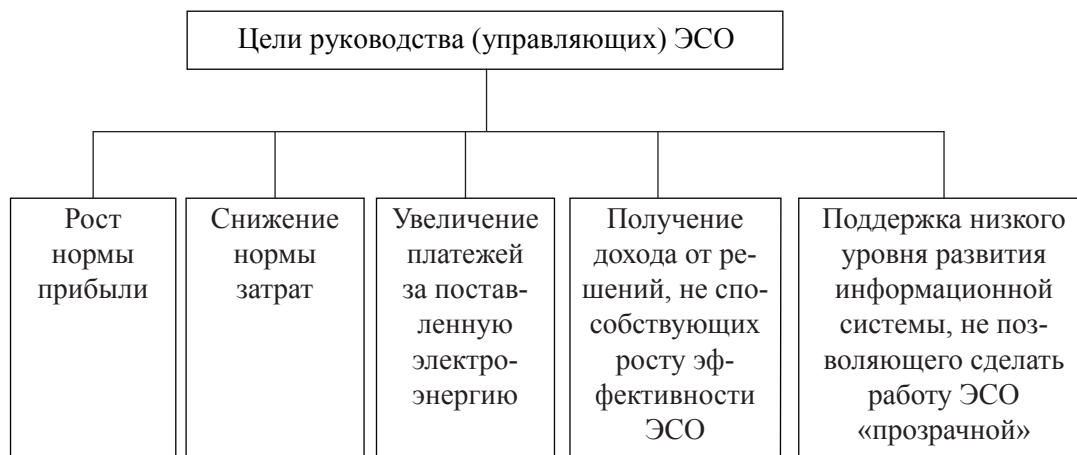 Цели руководства (управляющих) ЭСО
Рост
нормы
прибыли
Снижение
нормы
затрат
Увеличение
платежей
за постав-
ленную
электро-
энергию
Получение
дохода от ре-
шений, не спо-
собствующих
росту эф-
фективности
ЭСО
Поддержка низкого
уровня развития
информационной
системы, не поз-
воляющего сделать
работу ЭСО
«прозрачной»